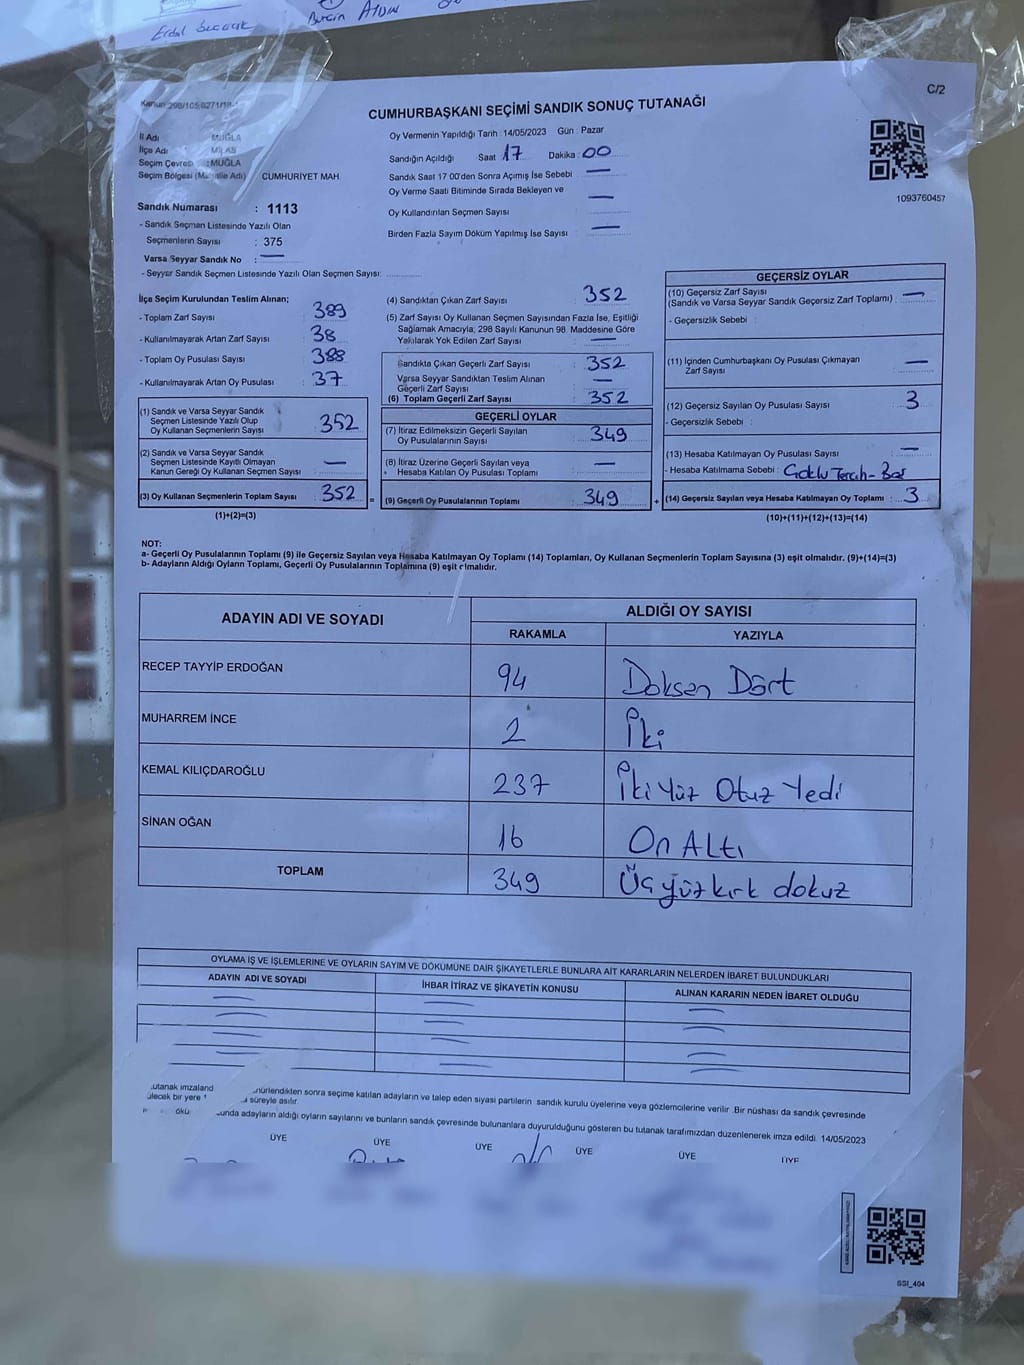 Erdal
Burcin Aydın
Kanun 298/105,6271/18-
C/2
CUMHURBAŞKANI SEÇİMİ SANDIK SONUÇ TUTANAĞI
İl Adı : MUĞLA
İlçe Adı : MİLAS
Seçim Çevresi : MUĞLA
Seçim Bölgesi (Mahalle Adı) CUMHURİYET MAH
Sandık Numarası : 1113
- Sandık Seçmen Listesinde Yazılı Olan
Seçmenlerin Sayısı : 375
Varsa Seyyar Sandık No : —
- Seyyar Sandık Seçmen Listesinde Yazılı Olan Seçmen Sayısı:
Oy Vermenin Yapıldığı Tarih : 14/05/2023 Gün : Pazar
Sandığın Açıldığı Saat 17 Dakika 00
Sandık Saat 17 00'den Sonra Açımış İse Sebebi —
Oy Verme Saati Bitiminde Sırada Bekleyen ve —
Oy Kullandırılan Seçmen Sayısı
Birden Fazla Sayım Döküm Yapılmış İse Sayısı —
1093760457
İlçe Seçim Kurulundan Teslim Alınan;
- Toplam Zarf Sayısı : 389
- Kullanılmayarak Artan Zarf Sayısı : 38
- Toplam Oy Pusulası Sayısı : 388
- Kullanılmayarak Artan Oy Pusulası : 37
(1) Sandık ve Varsa Seyyar Sandık
Seçmen Listesinde Yazılı Olup
Oy Kullanan Seçmenlerin Sayısı : 352
(2) Sandık ve Varsa Seyyar Sandık
Seçmen Listesinde Kayıtlı Olmayan
Kanun Gereği Oy Kullanan Seçmen Sayısı : —
(3) Oy Kullanan Seçmenlerin Toplam Sayısı : 352
(1)+(2)=(3)
(4) Sandıktan Çıkan Zarf Sayısı : 352
(5) Zarf Sayısı Oy Kullanan Seçmen Sayısından Fazla İse, Eşitliği
Sağlamak Amacıyla, 298 Sayılı Kanunun 98. Maddesine Göre
Yakılarak Yok Edilen Zarf Sayısı : —
Sandıkta Çıkan Geçerli Zarf Sayısı : 352
Varsa Seyyar Sandıktan Teslim Alınan
Geçerli Zarf Sayısı —
(6) Toplam Geçerli Zarf Sayısı : 352
GEÇERLİ OYLAR
(7) İtiraz Edilmeksizin Geçerli Sayılan
Oy Pusulalarının Sayısı : 349
(8) İtiraz Üzerine Geçerli Sayılan veya
Hesaba Katılan Oy Pusulası Toplamı : —
= (9) Geçerli Oy Pusulalarının Toplamı : 349
GEÇERSİZ OYLAR
(10) Geçersiz Zarf Sayısı
(Sandık ve Varsa Seyyar Sandık Geçersiz Zarf Toplamı) : —
- Geçersizlik Sebebi :
(11) İçinden Cumhurbaşkanı Oy Pusulası Çıkmayan
Zarf Sayısı : —
(12) Geçersiz Sayılan Oy Pusulası Sayısı : 3
- Geçersizlik Sebebi :
(13) Hesaba Katılmayan Oy Pusulası Sayısı : —
- Hesaba Katılmama Sebebi : Çoklu Tercih-Boş
+ (14) Geçersiz Sayılan veya Hesaba Katılmayan Oy Toplamı : 3
(10)+(11)+(12)+(13)=(14)
NOT:
a- Geçerli Oy Pusulalarının Toplamı (9) ile Geçersiz Sayılan veya Hesaba Katılmayan Oy Toplamı (14) Toplamları, Oy Kullanan Seçmenlerin Toplam Sayısına (3) eşit olmalıdır. (9)+(14)=(3)
b- Adayların Aldığı Oyların Toplamı, Geçerli Oy Pusulalarının Toplamına (9) eşit olmalıdır.
ADAYIN ADI VE SOYADI ALDIĞI OY SAYISI
RAKAMLA YAZIYLA
RECEP TAYYİP ERDOĞAN 94 Doksan Dört
MUHARREM İNCE 2 İki
KEMAL KILIÇDAROĞLU 237 İki Yüz Otuz Yedi
SİNAN OĞAN 16 On Altı
TOPLAM 349 Üçyüzkırk dokuz
OYLAMA İŞ VE İŞLEMLERİNE VE OYLARIN SAYIM VE DÖKÜMÜNE DAİR ŞİKAYETLERLE BUNLARA AİT KARARLARIN NELERDEN İBARET BULUNDUKLARI
ADAYIN ADI VE SOYADI İHBAR İTİRAZ VE ŞİKAYETİN KONUSU ALINAN KARARIN NEDEN İBARET OLDUĞU
tutanak imzaland ürlendikten sonra seçime katılan adayların ve talep eden siyasi partilerin sandık kurulu üyelerine veya gözlemcilerine verilir. Bir nüshası da sandık çevresinde
ülecek bir yere süreyle asılır.
ökü unda adayların aldığı oyların sayılarını ve bunların sandık çevresinde bulunanlara duyurulduğunu gösteren bu tutanak tarafımızdan düzenlenerek imza edildi. 14/05/2023
ÜYE ÜYE ÜYE ÜYE ÜYE ÜYE
SSI_404